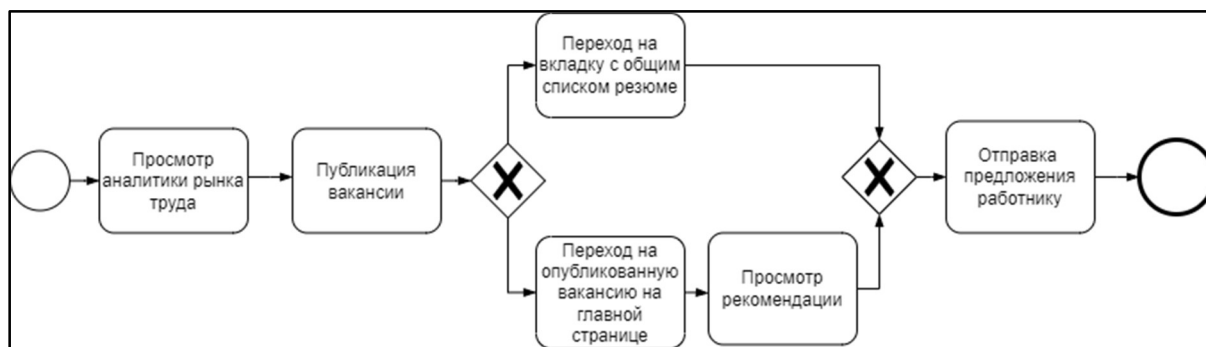 Переход на
вкладку с общим
списком резюме
Просмотр
аналитики рынка
труда
Публикация
вакансии
Отправка
предложения
работнику
Переход на
опубликованную
вакансию на
главной
странице
Просмотр
рекомендации